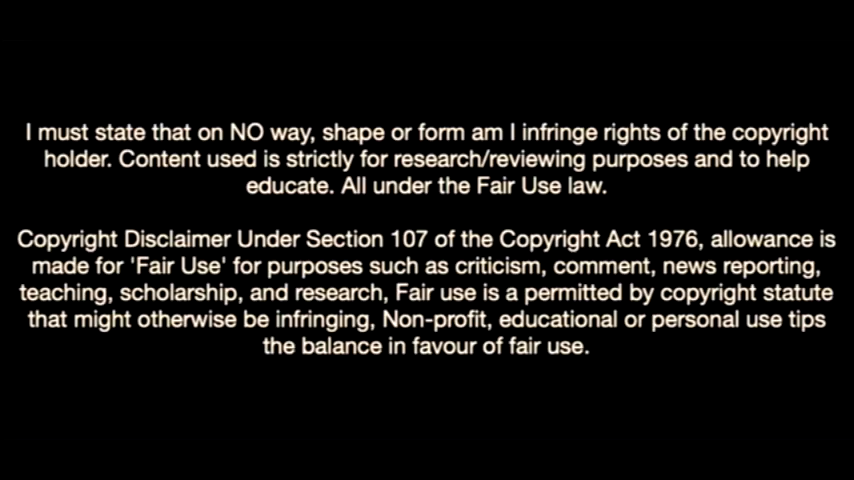 I must state that on NO way, shape or form am I infringe rights of the copyright
holder. Content used is strictly for research/reviewing purposes and to help
educate. All under the Fair Use law.
Copyright Disclaimer Under Section 107 of the Copyright Act 1976, allowance is
made for 'Fair Use' for purposes such as criticism, comment, news reporting,
teaching, scholarship, and research, Fair use is a permitted by copyright statute
that might otherwise be infringing, Non-profit, educational or personal use tips
the balance in favour of fair use.